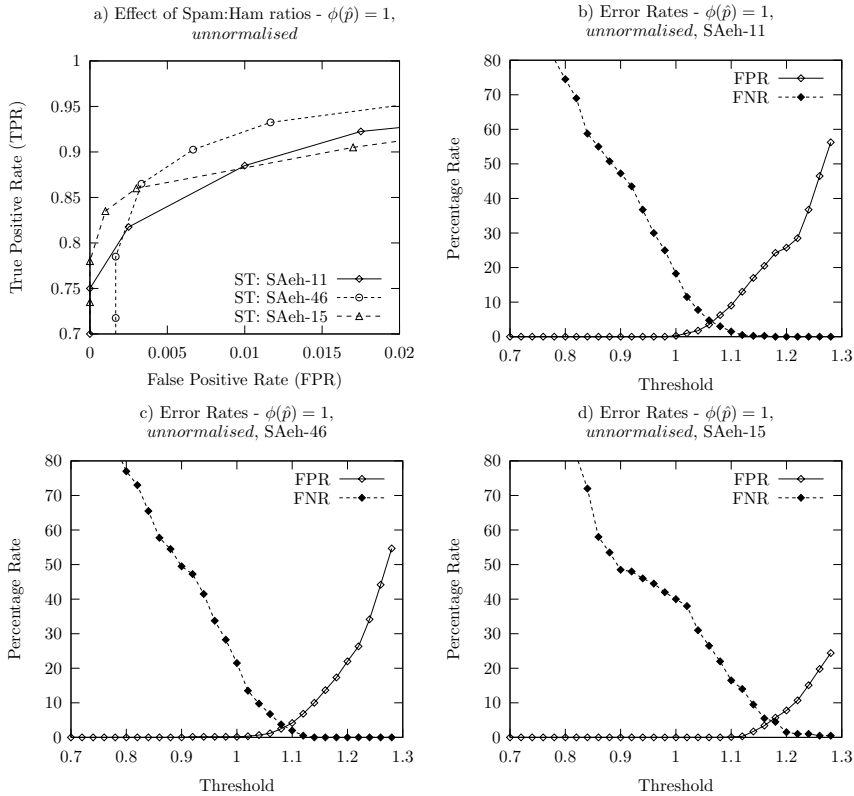 a) Effect of Spam:Ham ratios - ϕ(p̂) = 1,
unnormalised
1
0.95
0.9
0.85
0.8
0.75
0.7
True Positive Rate (TPR)
ST: SAeh-11
ST: SAeh-46
ST: SAeh-15
0 0.005 0.01 0.015 0.02
False Positive Rate (FPR)
b) Error Rates - ϕ(p̂) = 1,
unnormalised, SAeh-11
80
70
60
50
40
30
20
10
0
Percentage Rate
FPR
FNR
0.7 0.8 0.9 1 1.1 1.2 1.3
Threshold
c) Error Rates - ϕ(p̂) = 1,
unnormalised, SAeh-46
80
70
60
50
40
30
20
10
0
Percentage Rate
FPR
FNR
0.7 0.8 0.9 1 1.1 1.2 1.3
Threshold
d) Error Rates - ϕ(p̂) = 1,
unnormalised, SAeh-15
80
70
60
50
40
30
20
10
0
Percentage Rate
FPR
FNR
0.7 0.8 0.9 1 1.1 1.2 1.3
Threshold